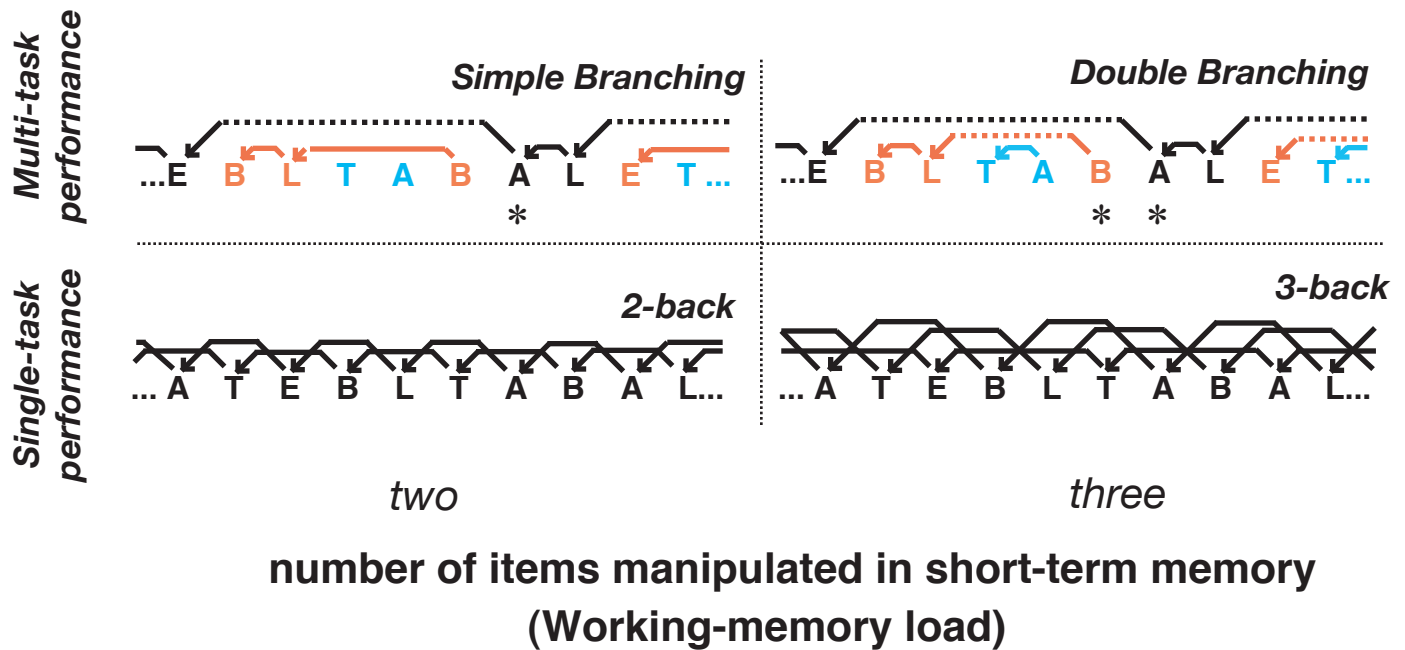 Multi-task
performance
Simple Branching
...E B L T A B A L E T...
*
Double Branching
...E B L T A B A L E T...
* *
Single-task
performance
2-back
... A T E B L T A B A L...
3-back
... A T E B L T A B A L...
two
three
number of items manipulated in short-term memory
(Working-memory load)